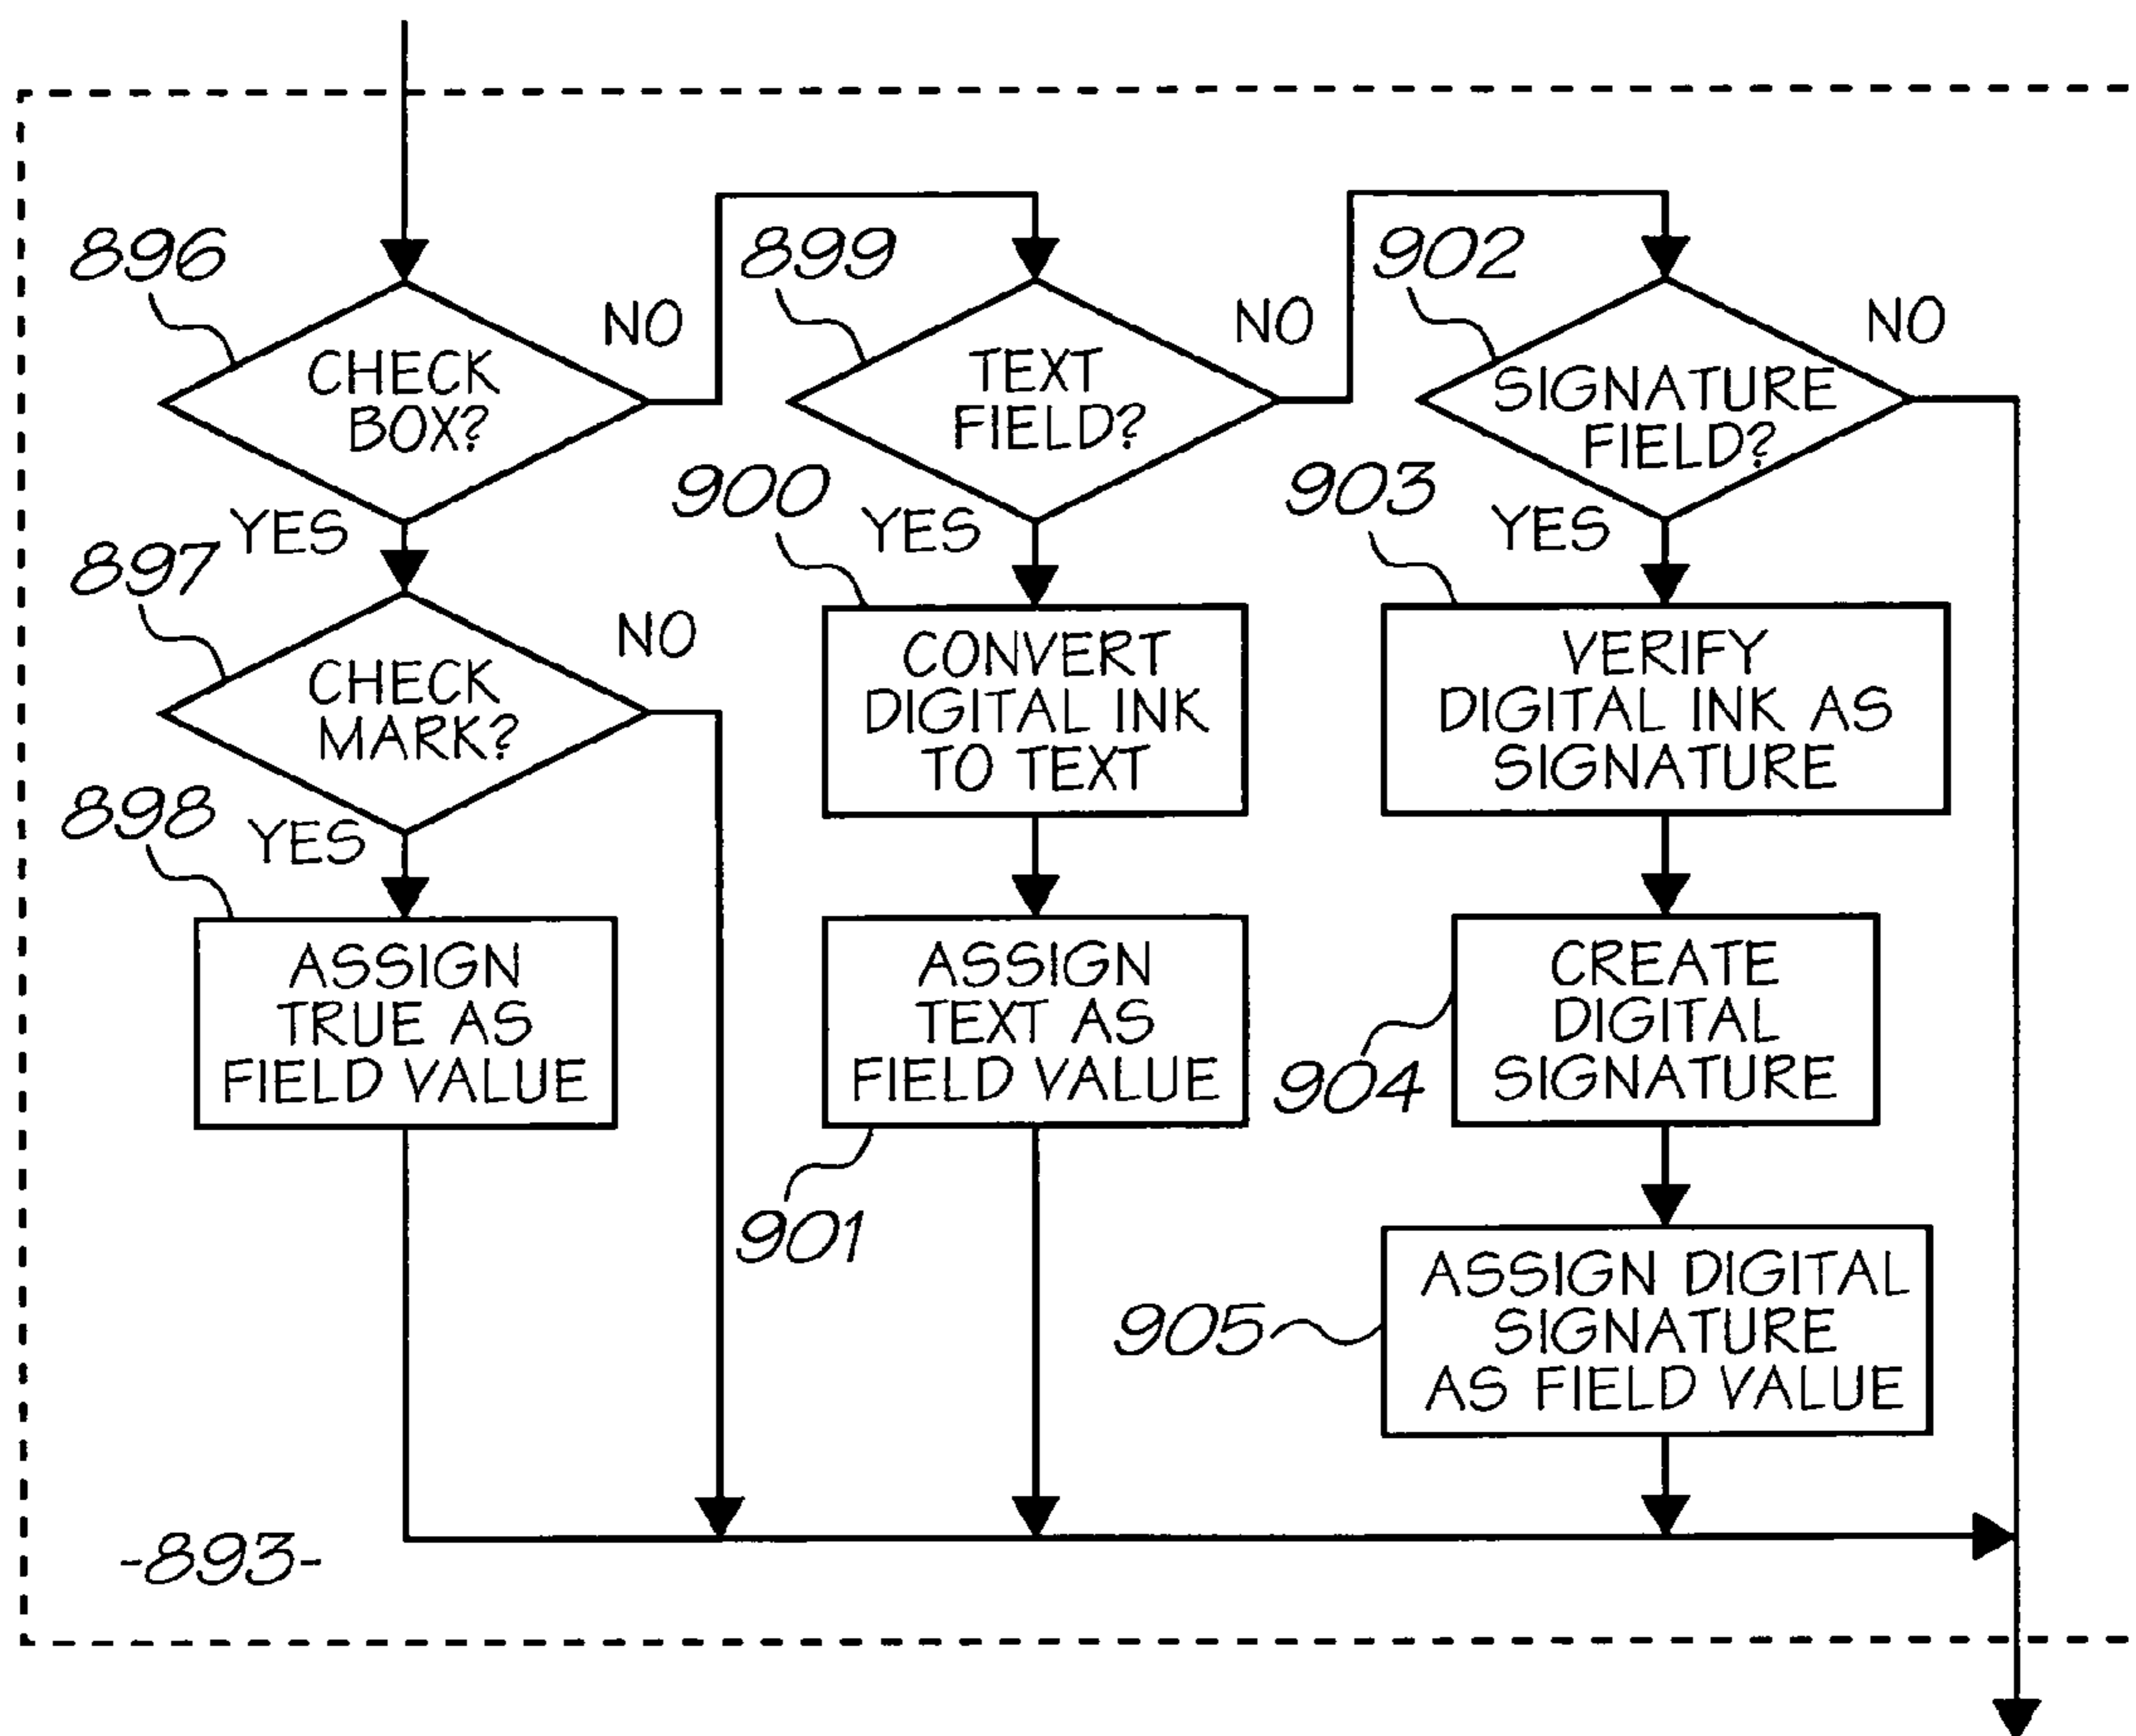 896
CHECK
BOX?
NO
YES
897
CHECK
MARK?
NO
898
YES
ASSIGN
TRUE AS
FIELD VALUE
899
TEXT
FIELD?
NO
900
YES
CONVERT
DIGITAL INK
TO TEXT
ASSIGN
TEXT AS
FIELD VALUE
901
902
SIGNATURE
FIELD?
NO
903
YES
VERIFY
DIGITAL INK AS
SIGNATURE
CREATE
DIGITAL
SIGNATURE
904
ASSIGN DIGITAL
SIGNATURE
AS FIELD VALUE
905
-893-